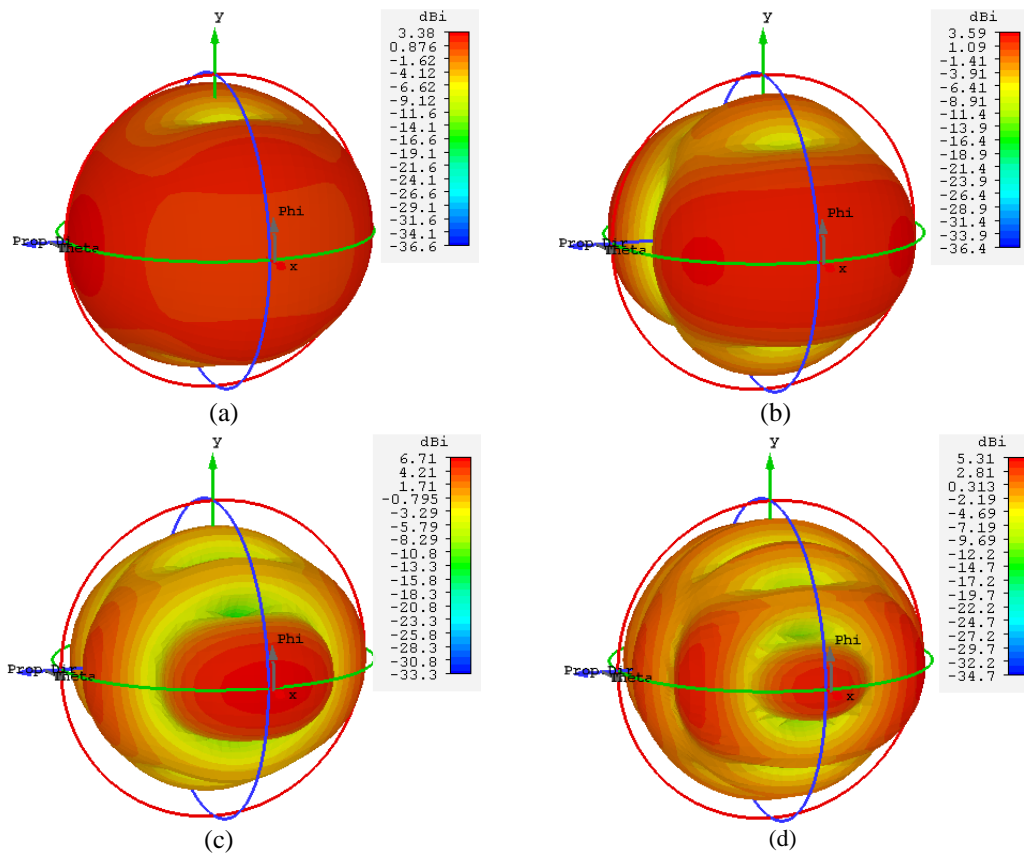 y
dBi
3.38
0.876
-1.62
-4.12
-6.62
-9.12
-11.6
-14.1
-16.6
-19.1
-21.6
-24.1
-26.6
-29.1
-31.6
-34.1
-36.6
Phi
Prop Di
Theta
x
(a)
y
dBi
3.59
1.09
-1.41
-3.91
-6.41
-8.91
-11.4
-13.9
-16.4
-18.9
-21.4
-23.9
-26.4
-28.9
-31.4
-33.9
-36.4
Phi
Prop Dir
Theta
x
(b)
y
dBi
6.71
4.21
1.71
-0.795
-3.29
-5.79
-8.29
-10.8
-13.3
-15.8
-18.3
-20.8
-23.3
-25.8
-28.3
-30.8
-33.3
Phi
Prop Dir
Theta
x
(c)
y
dBi
5.31
2.81
0.313
-2.19
-4.69
-7.19
-9.69
-12.2
-14.7
-17.2
-19.7
-22.2
-24.7
-27.2
-29.7
-32.2
-34.7
Phi
Prop Dir
Theta
x
(d)